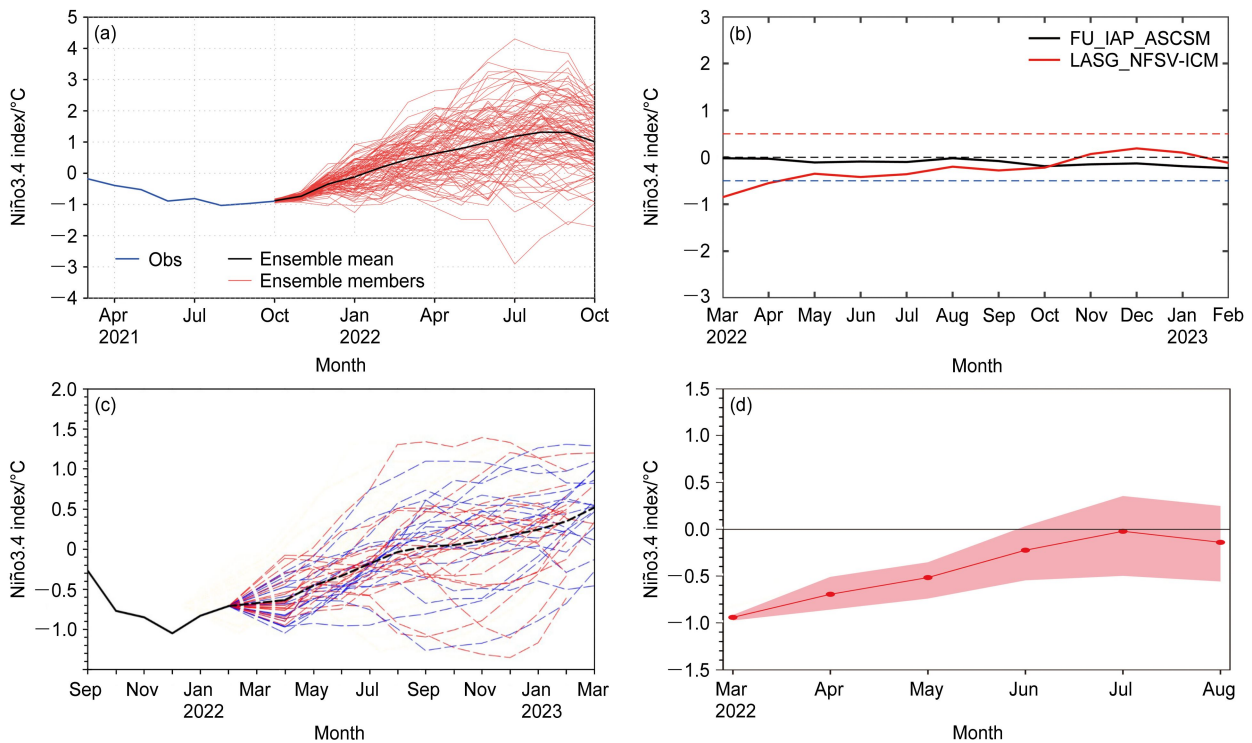 (a)
Niño3.4 index/°C
5
4
3
2
1
0
—1
—2
—3
—4
Obs
Ensemble mean
Ensemble members
Apr Jul Oct Jan Apr Jul Oct
2021 2022
Month
(b)
Niño3.4 index/°C
3
2
1
0
—1
—2
—3
FU_IAP_ASCSM
LASG_NFSV-ICM
Mar Apr May Jun Jul Aug Sep Oct Nov Dec Jan Feb
2022 2023
Month
(c)
Niño3.4 index/°C
2.0
1.5
1.0
0.5
0
—0.5
—1.0
Sep Nov Jan Mar May Jul Sep Nov Jan Mar
2022 2023
Month
(d)
Niño3.4 index/°C
1.5
1.0
0.5
0.0
—0.5
—1.0
—1.5
Mar Apr May Jun Jul Aug
2022
Month